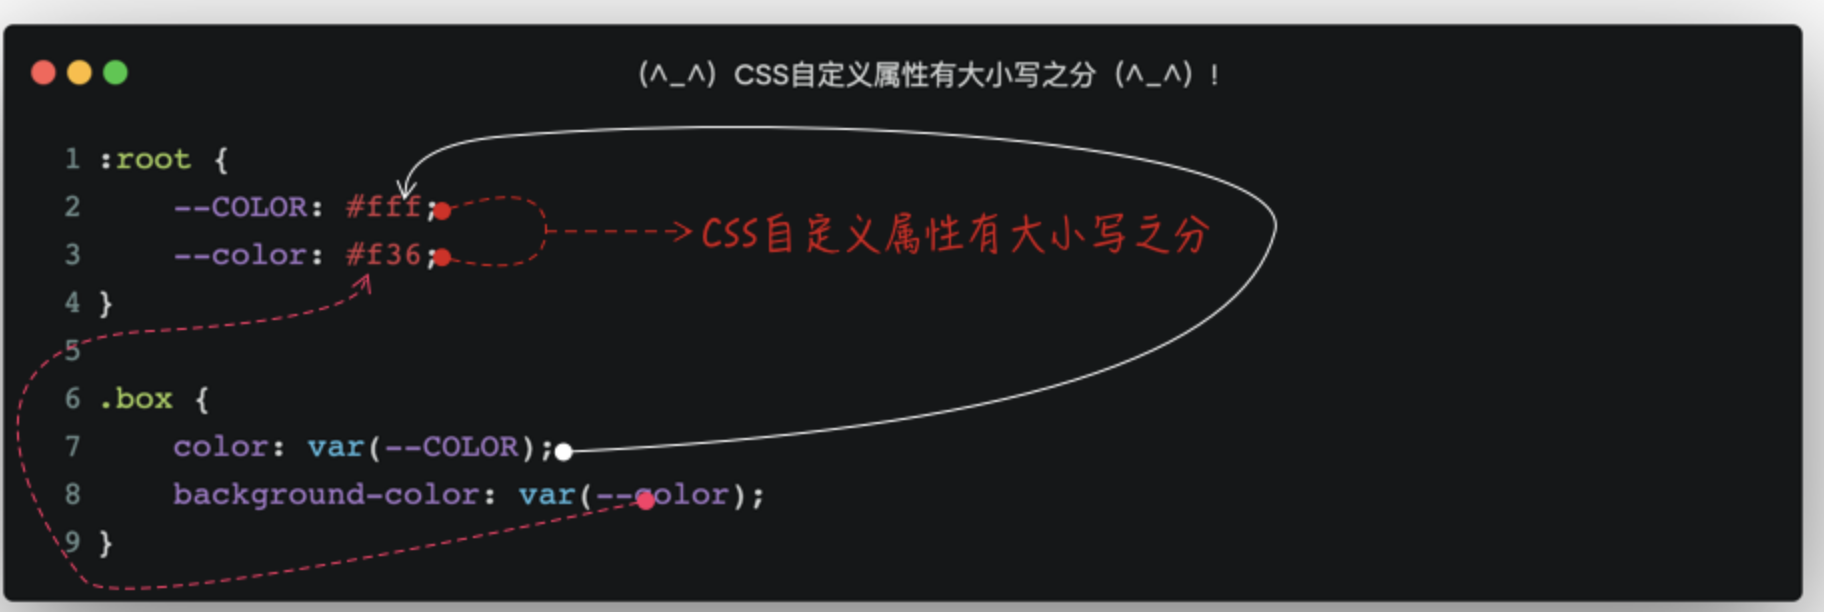 （^_^）CSS自定义属性有大小写之分（^_^）!
1 :root {
2     --COLOR: #fff;
3     --color: #f36;
CSS自定义属性有大小写之分
4 }
5
6 .box {
7     color: var(--COLOR);
8     background-color: var(--color);
9 }